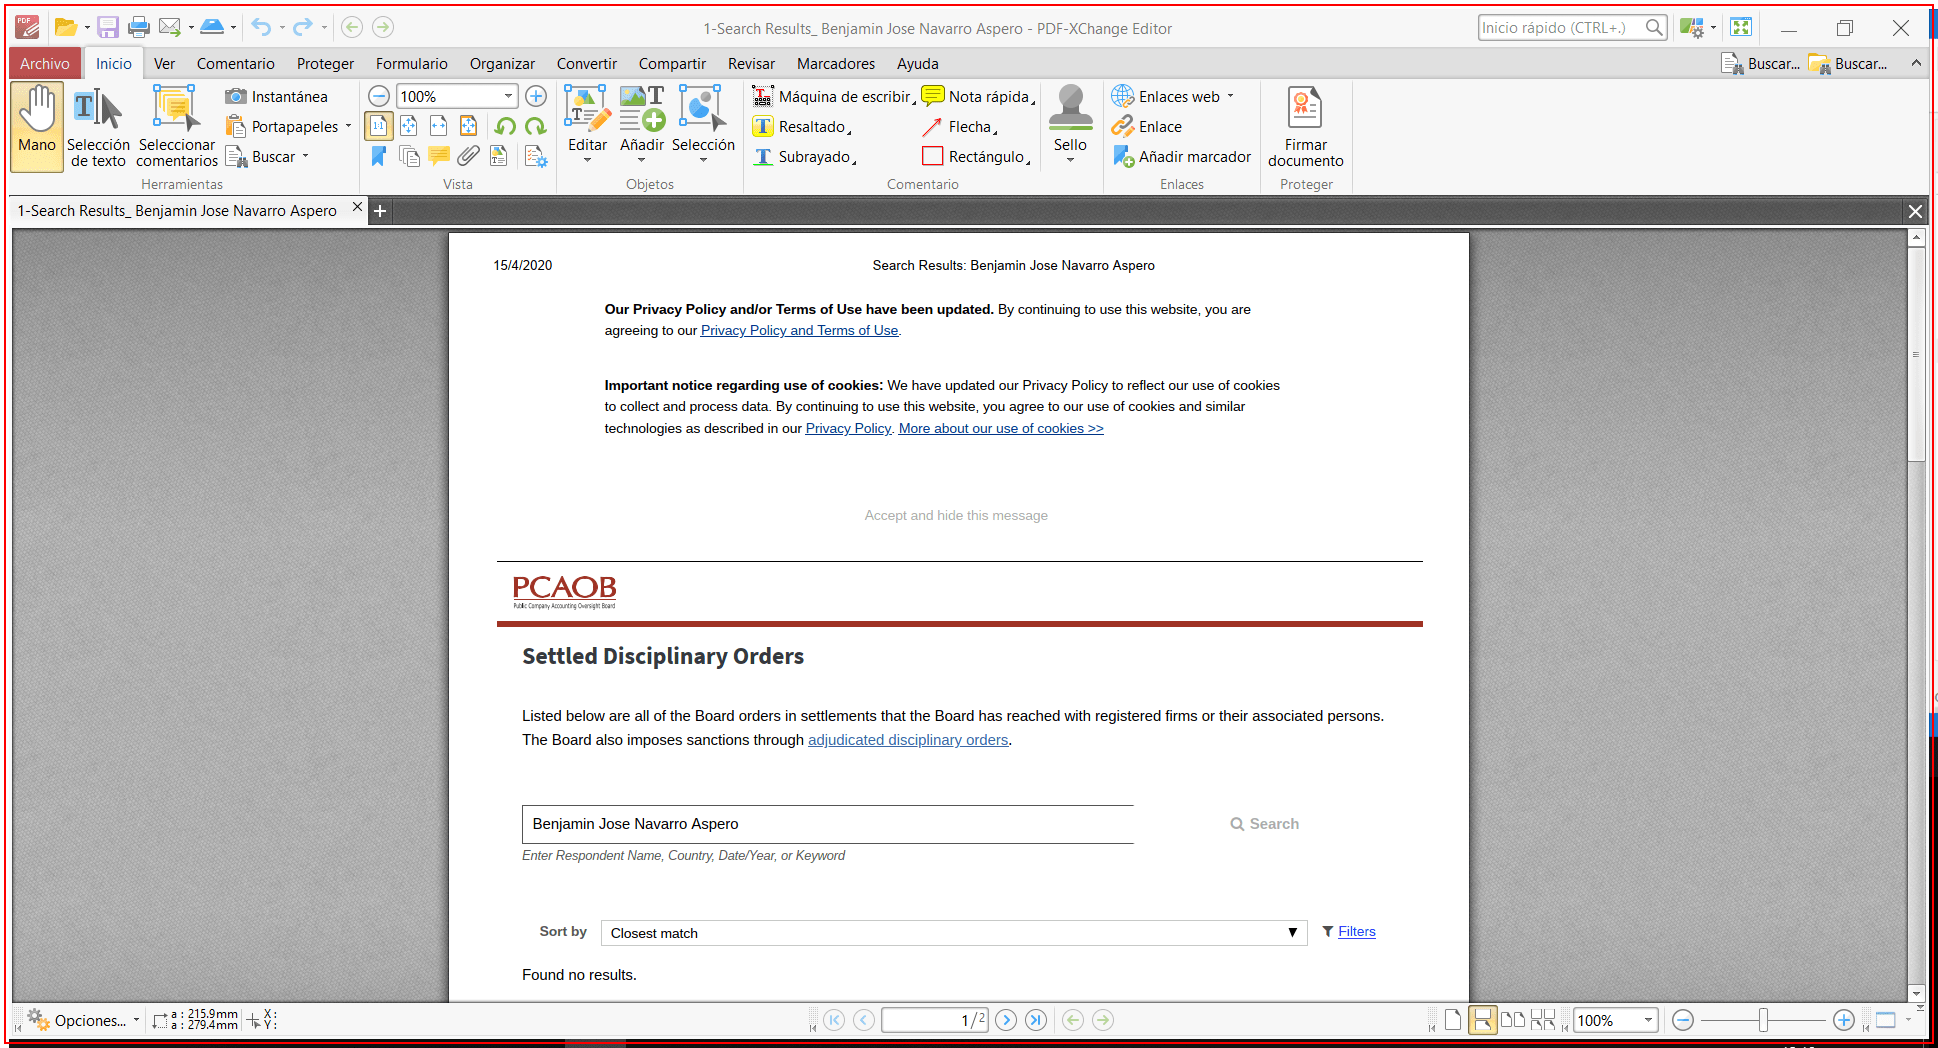 1-Search Results_ Benjamin Jose Navarro Aspero - PDF-XChange Editor
Inicio rápido (CTRL+.)
Archivo Inicio Ver Comentario Proteger Formulario Organizar Convertir Compartir Revisar Marcadores Ayuda Buscar... Buscar...
Mano
Selección de texto
Seleccionar comentarios
Instantánea
Portapapeles
Buscar
Herramientas
100%
Vista
Editar
Añadir
Selección
Objetos
Máquina de escribir
Resaltado
Subrayado
Nota rápida
Flecha
Rectángulo
Sello
Comentario
Enlaces web
Enlace
Añadir marcador
Enlaces
Firmar documento
Proteger
1-Search Results_ Benjamin Jose Navarro Aspero
15/4/2020 Search Results: Benjamin Jose Navarro Aspero
Our Privacy Policy and/or Terms of Use have been updated. By continuing to use this website, you are
agreeing to our Privacy Policy and Terms of Use.
Important notice regarding use of cookies: We have updated our Privacy Policy to reflect our use of cookies
to collect and process data. By continuing to use this website, you agree to our use of cookies and similar
technologies as described in our Privacy Policy. More about our use of cookies >>
Accept and hide this message
PCAOB
Public Company Accounting Oversight Board
Settled Disciplinary Orders
Listed below are all of the Board orders in settlements that the Board has reached with registered firms or their associated persons.
The Board also imposes sanctions through adjudicated disciplinary orders.
Benjamin Jose Navarro Aspero Search
Enter Respondent Name, Country, Date/Year, or Keyword
Sort by Closest match Filters
Found no results.
Opciones...
a : 215.9mm
a : 279.4mm
X:
Y:
1/2
100%